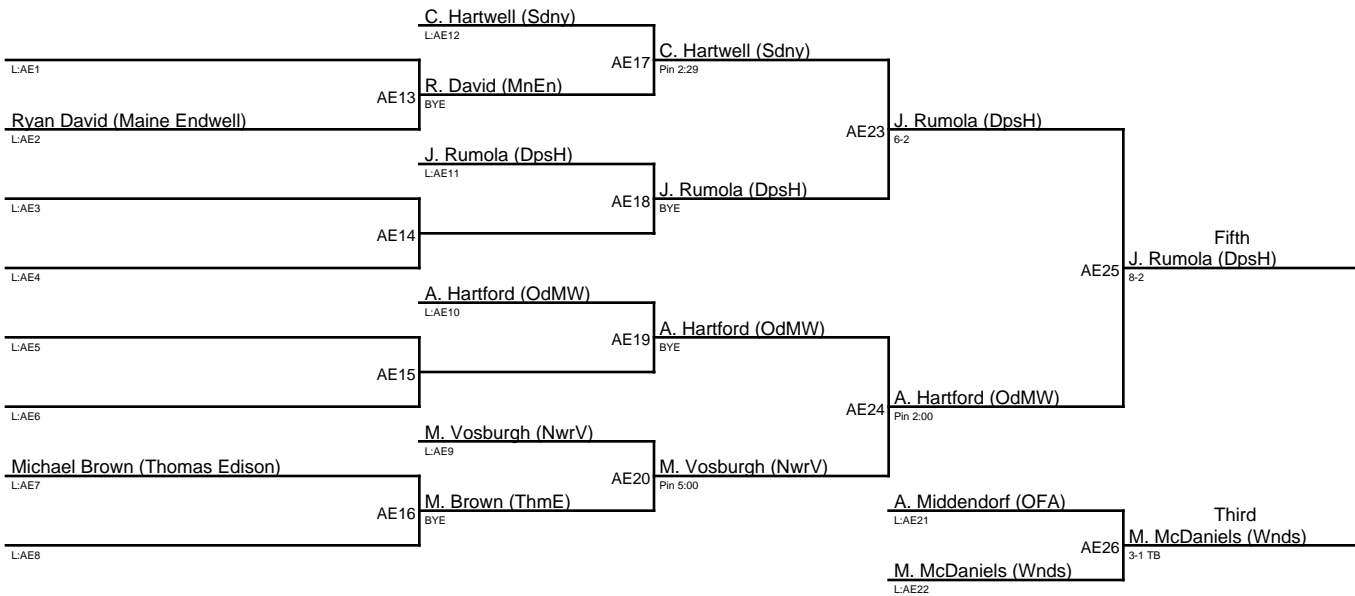 C. Hartwell (Sdny)
L:AE12
AE17
C. Hartwell (Sdny)
Pin 2:29
L:AE1
AE13
R. David (MnEn)
BYE
Ryan David (Maine Endwell)
L:AE2
AE23
J. Rumola (DpsH)
6-2
J. Rumola (DpsH)
L:AE11
AE18
J. Rumola (DpsH)
BYE
L:AE3
AE14
L:AE4
Fifth
AE25
J. Rumola (DpsH)
8-2
A. Hartford (OdMW)
L:AE10
AE19
A. Hartford (OdMW)
BYE
L:AE5
AE15
L:AE6
AE24
A. Hartford (OdMW)
Pin 2:00
M. Vosburgh (NwrV)
L:AE9
AE20
M. Vosburgh (NwrV)
Pin 5:00
Michael Brown (Thomas Edison)
L:AE7
AE16
M. Brown (ThmE)
BYE
L:AE8
A. Middendorf (OFA)
L:AE21
Third
AE26
M. McDaniels (Wnds)
3-1 TB
M. McDaniels (Wnds)
L:AE22